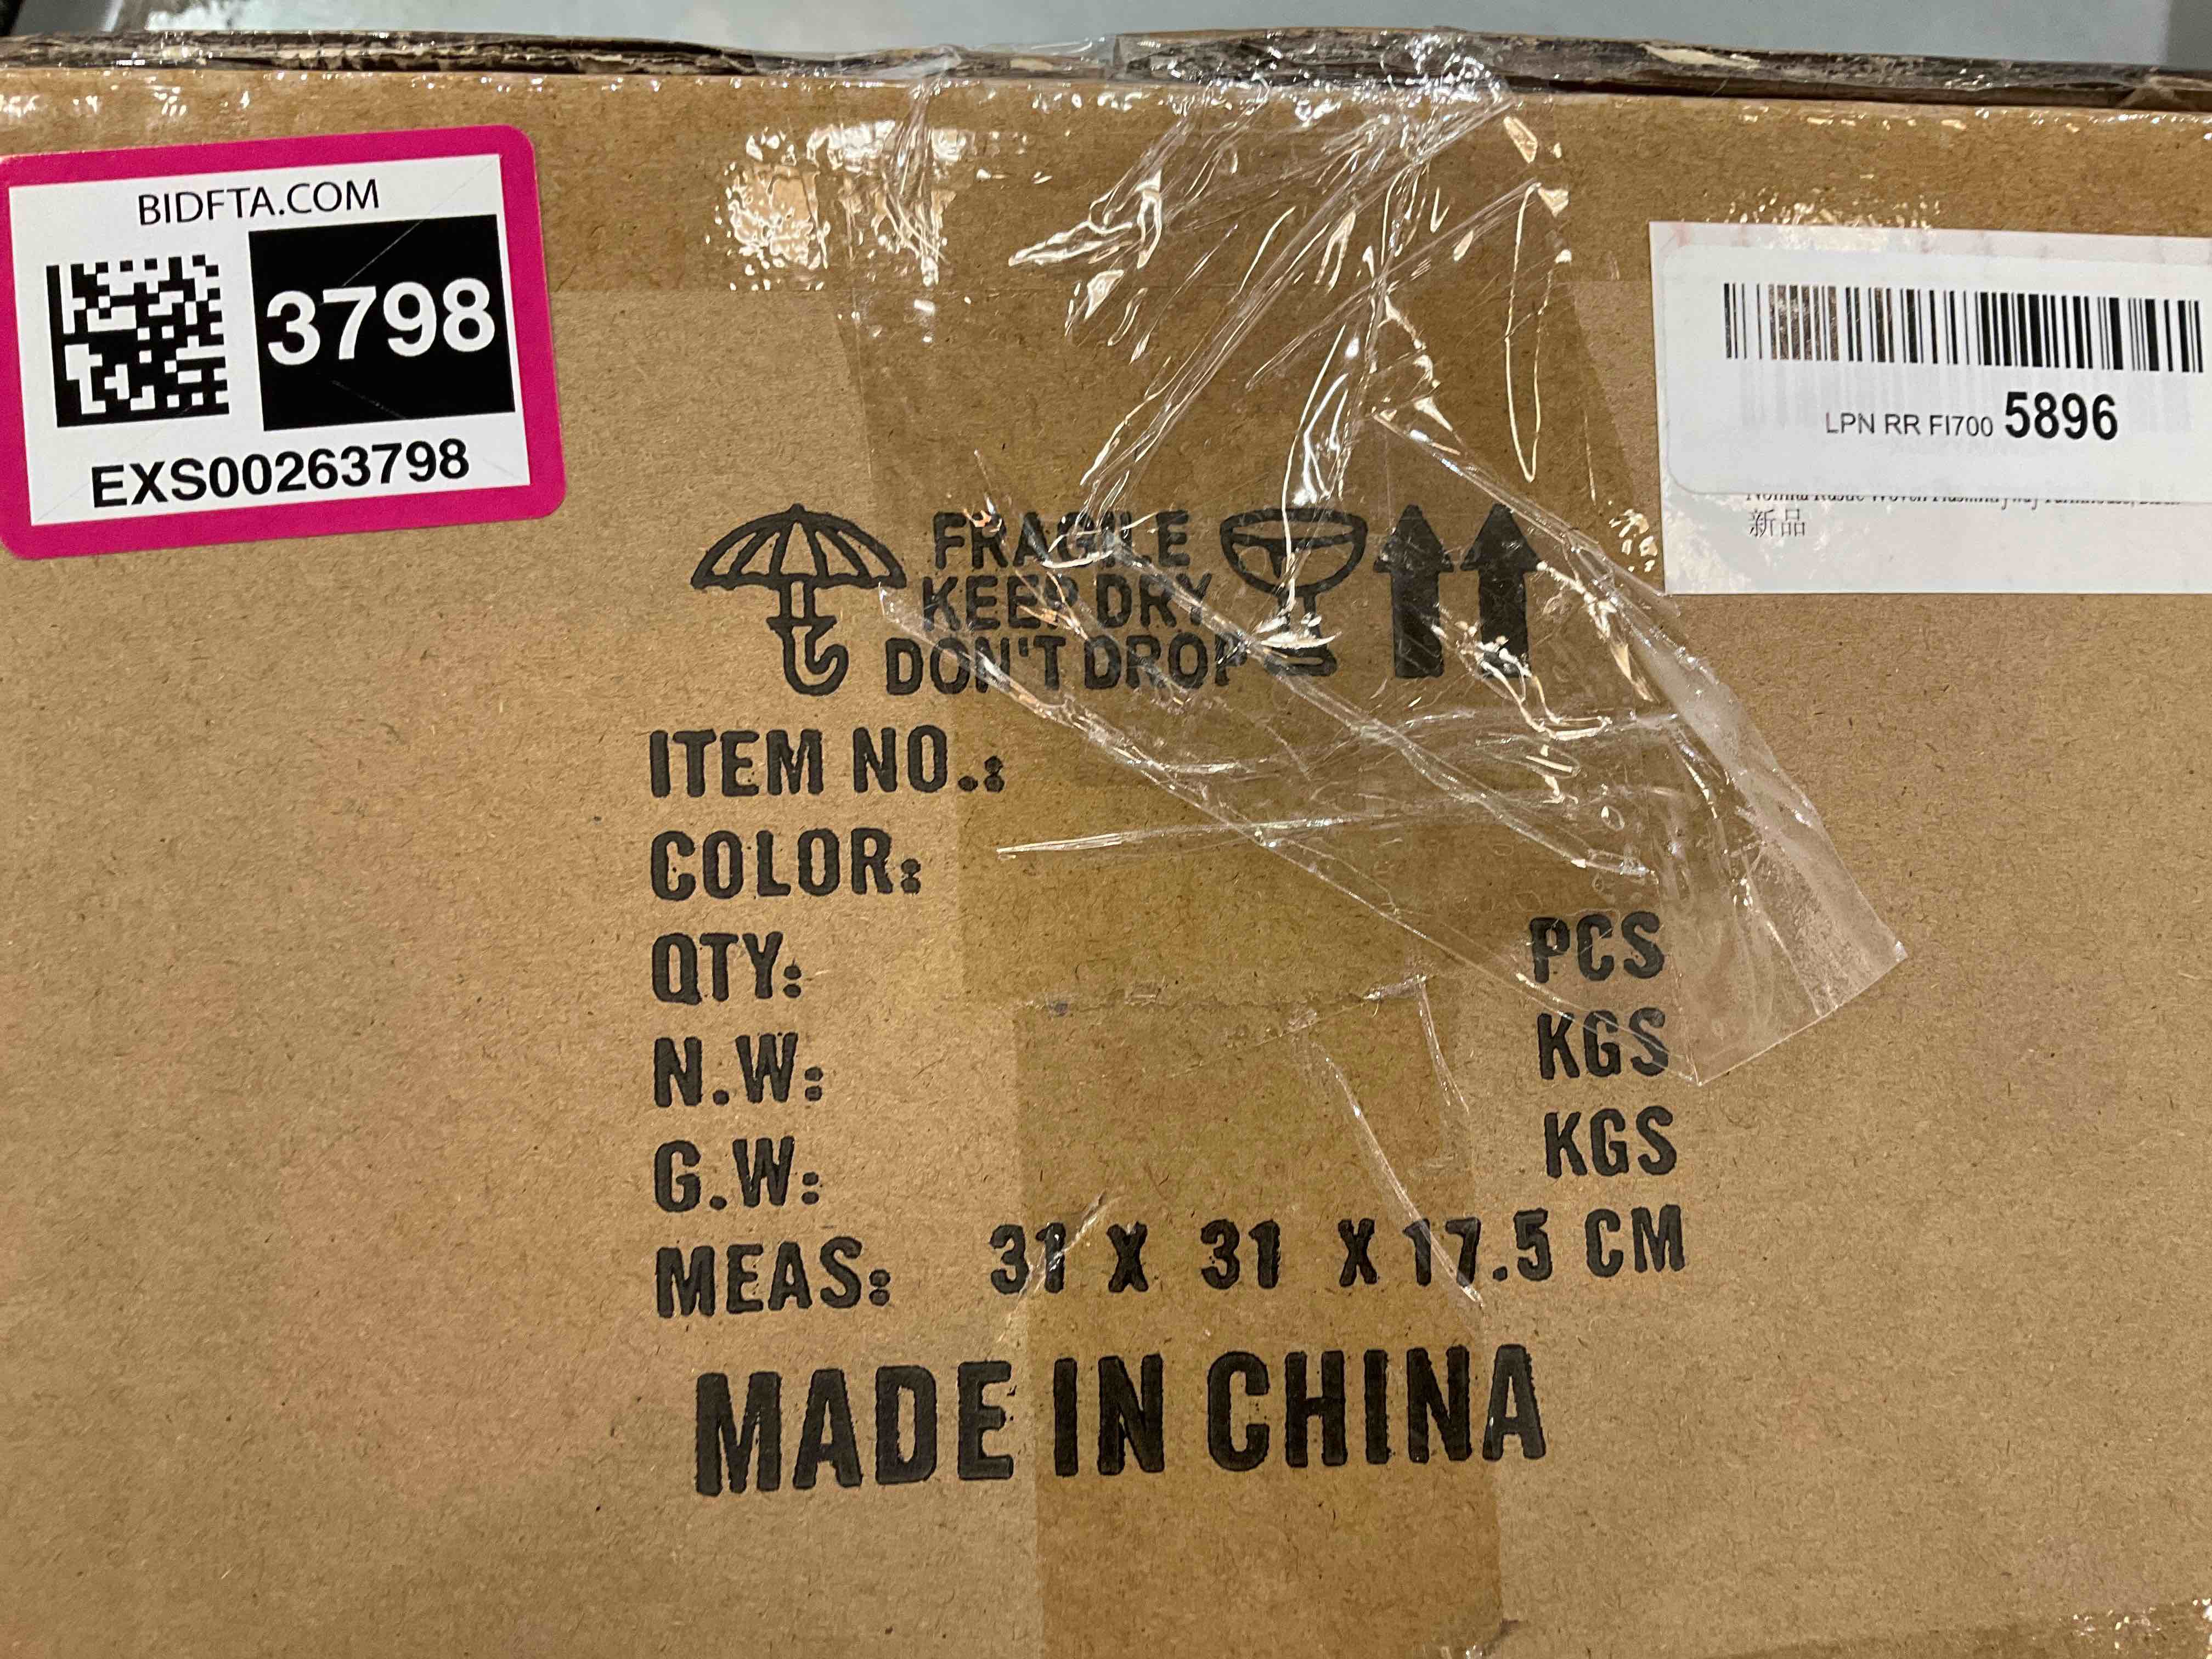 BIDFTA.COM
3798
EXS00263798
LPN RR FI700 5896
新品
FRAGILE
KEEP DRY
DON'T DROP
ITEM NO.:
COLOR:
QTY: PCS
N.W: KGS
G.W: KGS
MEAS: 31 X 31 X 17.5 CM
MADE IN CHINA